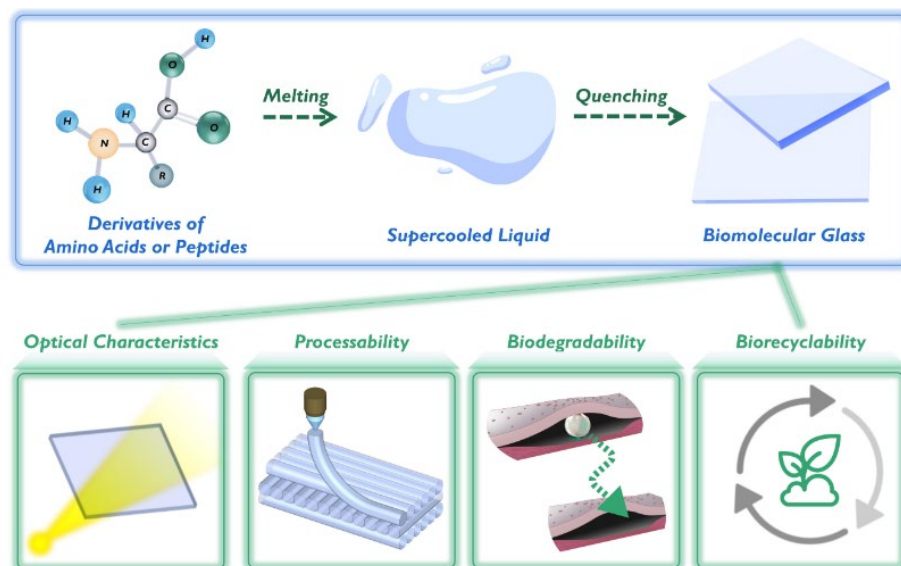 H
O
C
O
H
C
H
N
H
R
Melting
Quenching
Derivatives of
Amino Acids or Peptides
Supercooled Liquid
Biomolecular Glass
Optical Characteristics
Processability
Biodegradability
Biorecyclability